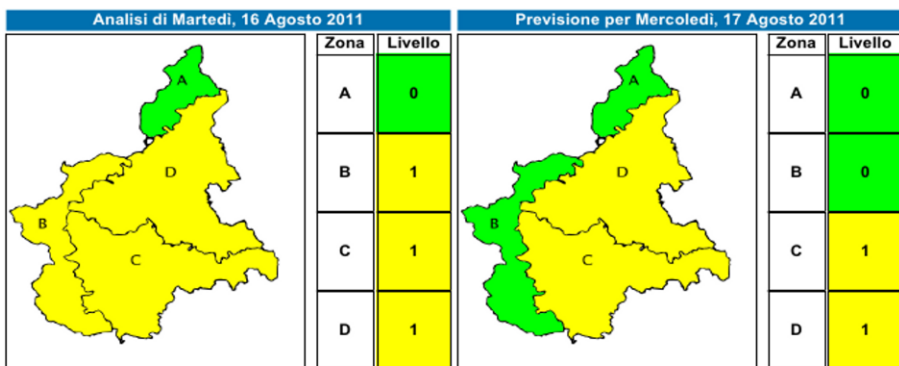 Analisi di Martedì, 16 Agosto 2011
Zona Livello
A 0
B 1
C 1
D 1
A
D
B
C
Previsione per Mercoledì, 17 Agosto 2011
Zona Livello
A 0
B 0
C 1
D 1
A
D
B
C